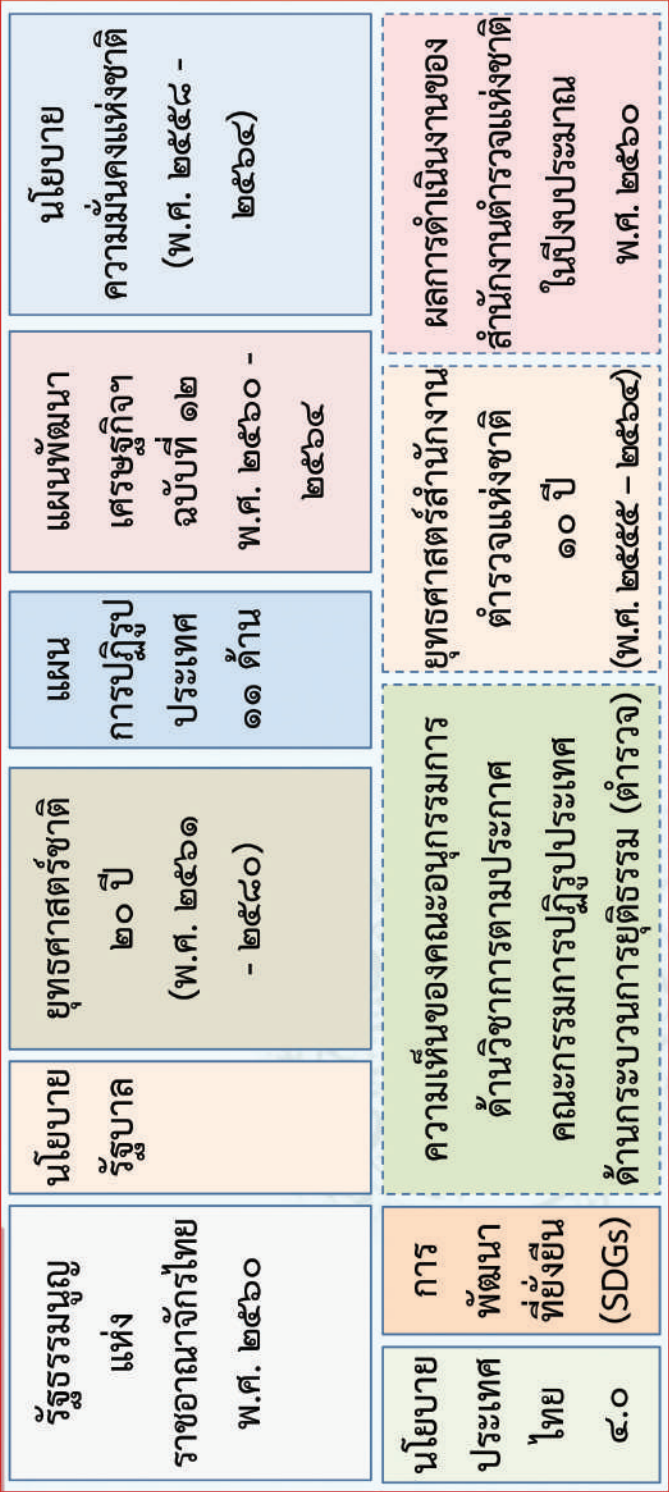 รัฐธรรมนูญ
แห่ง
ราชอาณาจักรไทย
พ.ศ. ๒๕๖๐
นโยบาย
รัฐบาล
ยุทธศาสตร์ชาติ
๒๐ ปี
(พ.ศ. ๒๕๖๑
- ๒๕๘๐)
แผน
การปฏิรูป
ประเทศ
๑๑ ด้าน
แผนพัฒนา
เศรษฐกิจฯ
ฉบับที่ ๑๒
พ.ศ. ๒๕๖๐ -
๒๕๖๔
นโยบาย
ความมั่นคงแห่งชาติ
(พ.ศ. ๒๕๕๘ -
๒๕๖๔)
นโยบาย
ประเทศ
ไทย
๔.๐
การ
พัฒนา
ที่ยั่งยืน
(SDGs)
ความเห็นของคณะอนุกรรมการ
ด้านวิชาการตามประกาศ
คณะกรรมการปฏิรูปประเทศ
ด้านกระบวนการยุติธรรม (ตำรวจ)
ยุทธศาสตร์สำนักงาน
ตำรวจแห่งชาติ
๑๐ ปี
(พ.ศ. ๒๕๕๕ – ๒๕๖๔)
ผลการดำเนินงานของ
สำนักงานตำรวจแห่งชาติ
ในปีงบประมาณ
พ.ศ. ๒๕๖๐